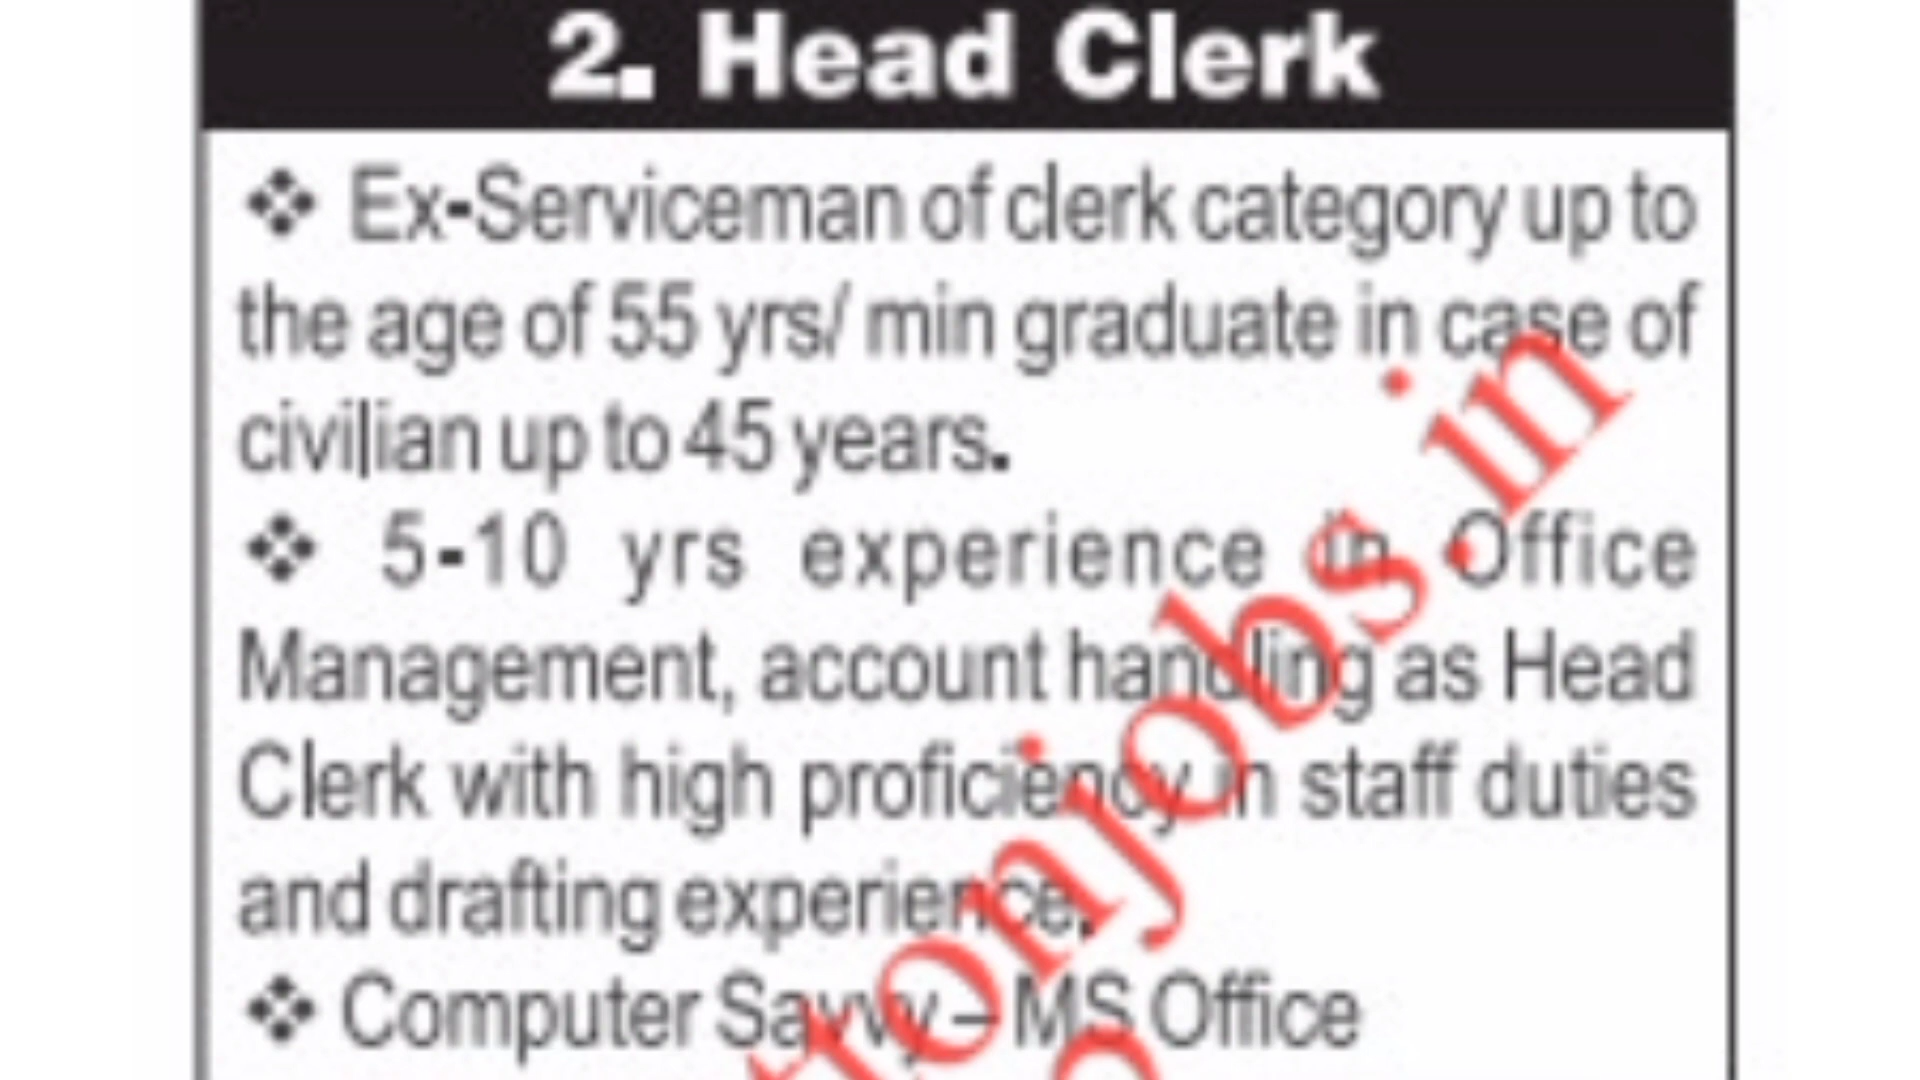 2. Head Clerk
❖ Ex-Serviceman of clerk category up to
the age of 55 yrs/ min graduate in case of
civilian up to 45 years.
❖ 5-10 yrs experience in Office
Management, account handling as Head
Clerk with high proficiency in staff duties
and drafting experience.
❖ Computer Savvy – MS Office
ttonjobs.in